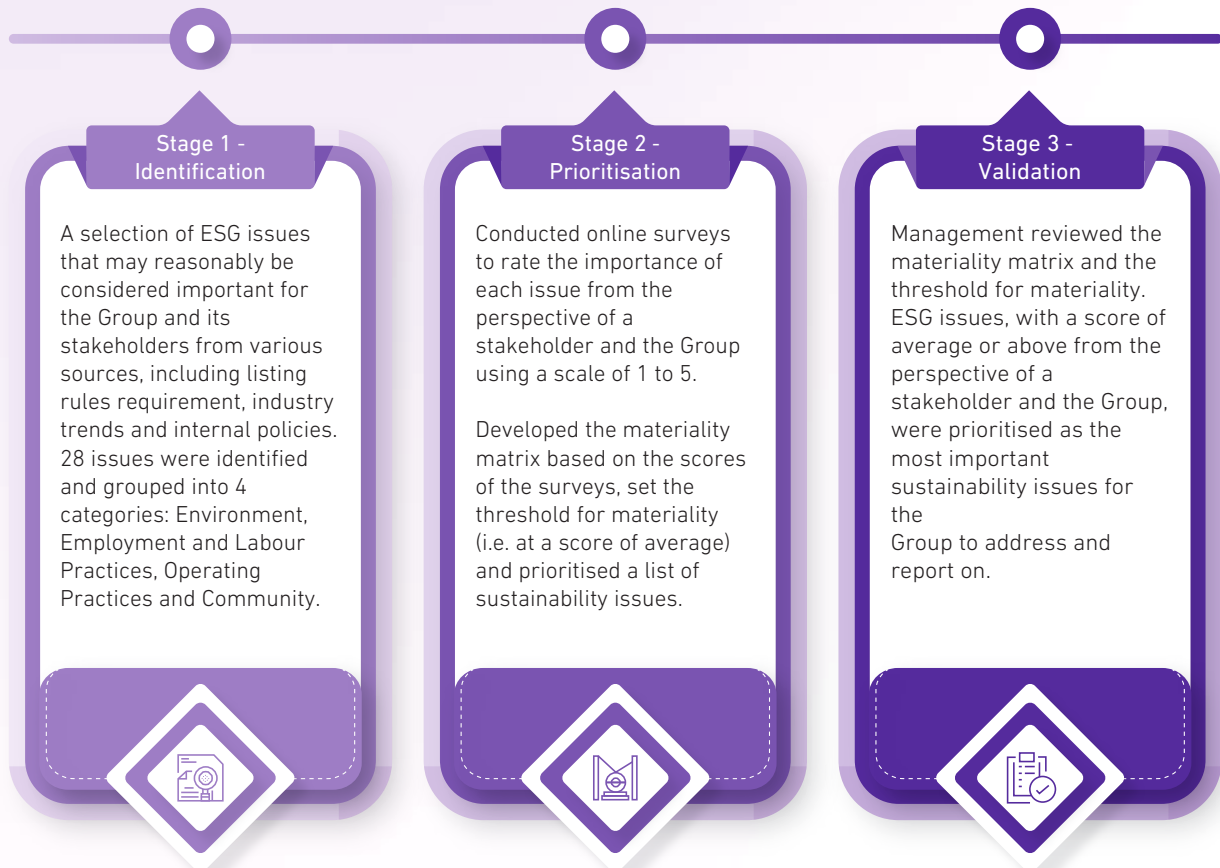 Stage 1 -
Identification
A selection of ESG issues
that may reasonably be
considered important for
the Group and its
stakeholders from various
sources, including listing
rules requirement, industry
trends and internal policies.
28 issues were identified
and grouped into 4
categories: Environment,
Employment and Labour
Practices, Operating
Practices and Community.
Stage 2 -
Prioritisation
Conducted online surveys
to rate the importance of
each issue from the
perspective of a
stakeholder and the Group
using a scale of 1 to 5.
Developed the materiality
matrix based on the scores
of the surveys, set the
threshold for materiality
(i.e. at a score of average)
and prioritised a list of
sustainability issues.
Stage 3 -
Validation
Management reviewed the
materiality matrix and the
threshold for materiality.
ESG issues, with a score of
average or above from the
perspective of a
stakeholder and the Group,
were prioritised as the
most important
sustainability issues for
the
Group to address and
report on.